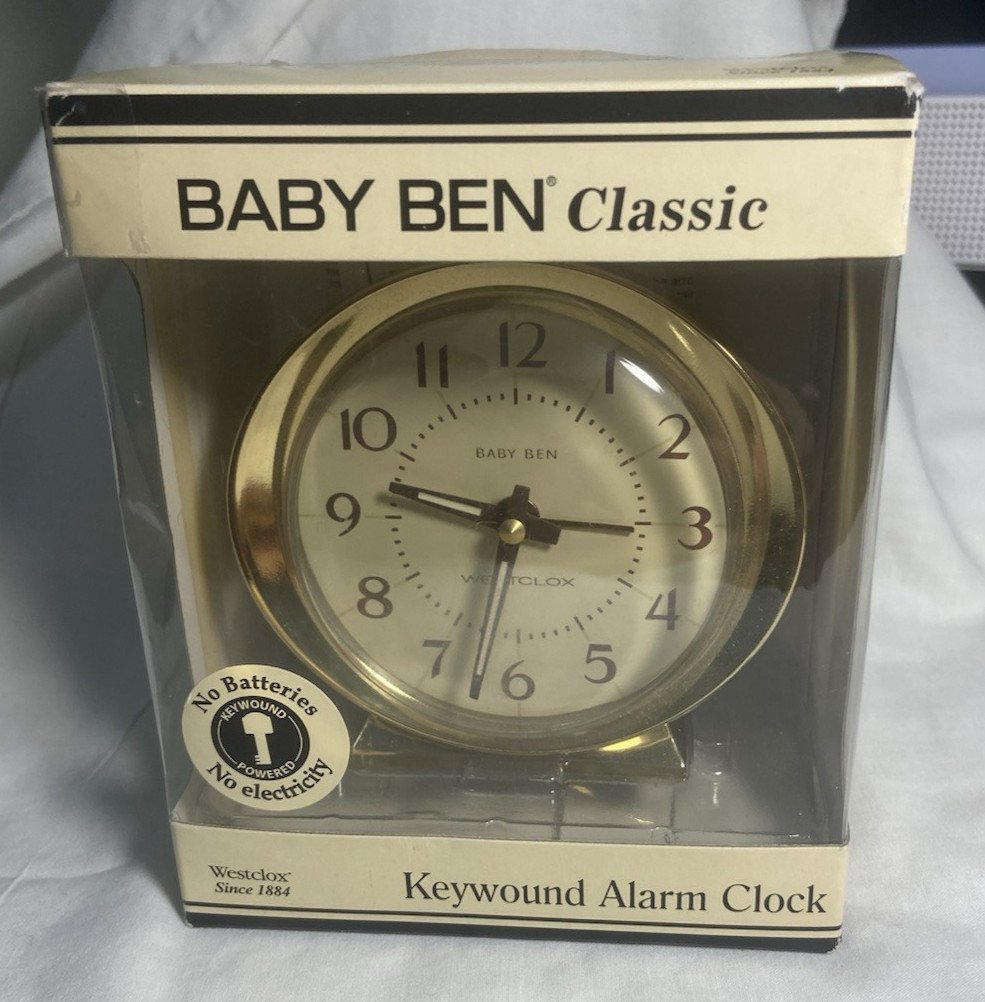 BABY BEN® Classic
12
11
1
10
2
BABY BEN
9
3
WESTCLOX
8
4
7
5
6
No Batteries
KEYWOUND
POWERED
No electricity
Westclox®
Since 1884
Keywound Alarm Clock